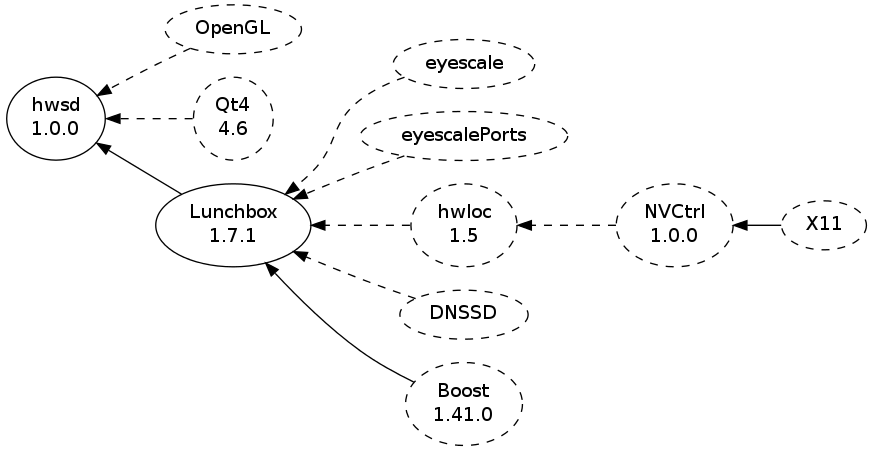 OpenGL
eyescale
hwsd
1.0.0
Qt4
4.6
eyescalePorts
Lunchbox
1.7.1
hwloc
1.5
NVCtrl
1.0.0
X11
DNSSD
Boost
1.41.0